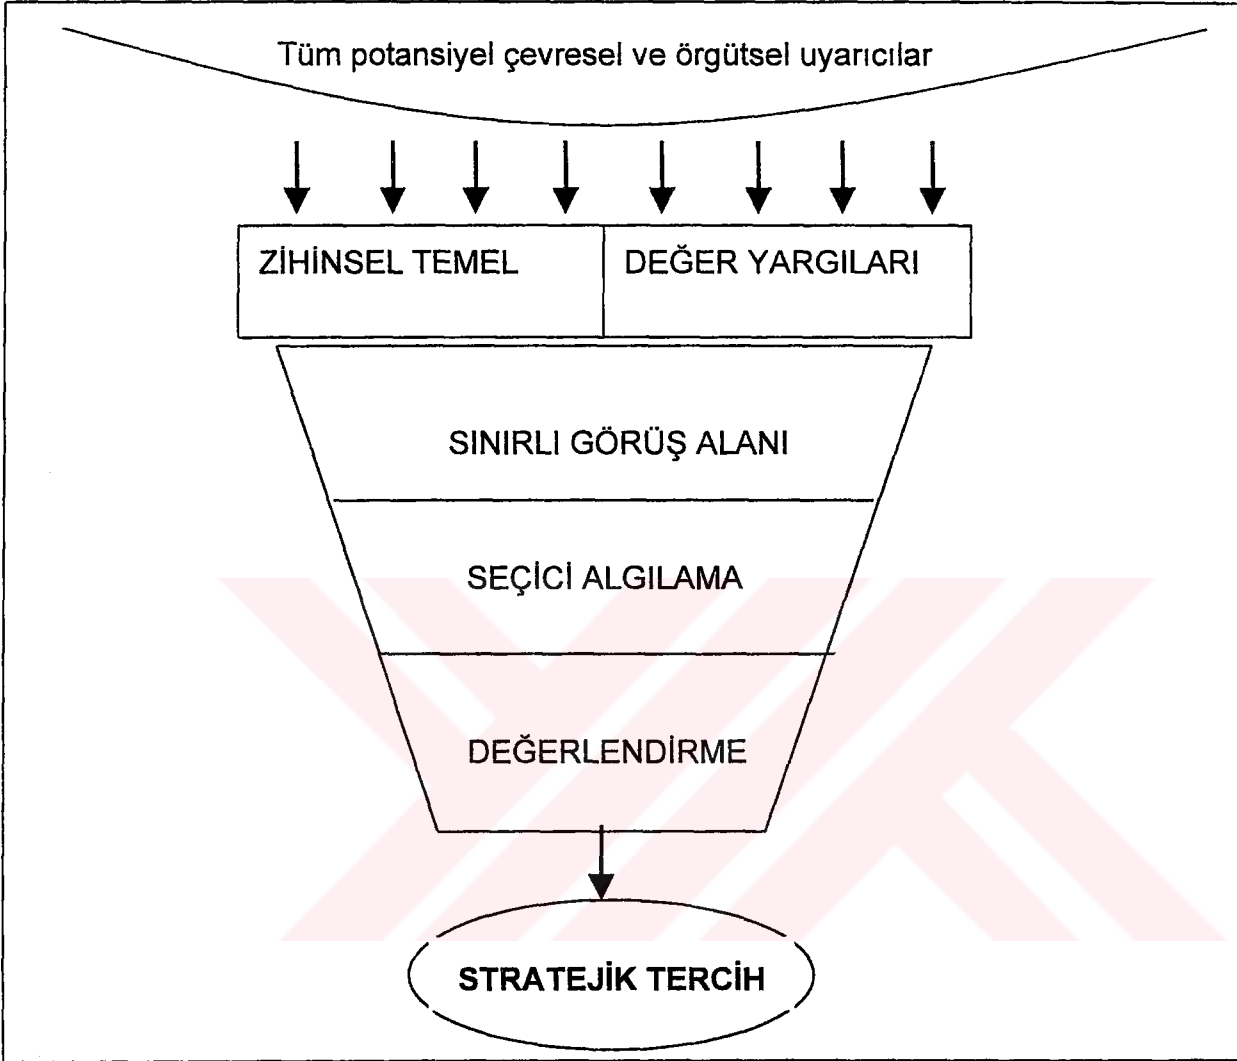 Tüm potansiyel çevresel ve örgütsel uyarıcılar
ZİHİNSEL TEMEL
DEĞER YARGILARI
SINIRLI GÖRÜŞ ALANI
SEÇİCİ ALGILAMA
DEĞERLENDİRME
STRATEJİK TERCİH